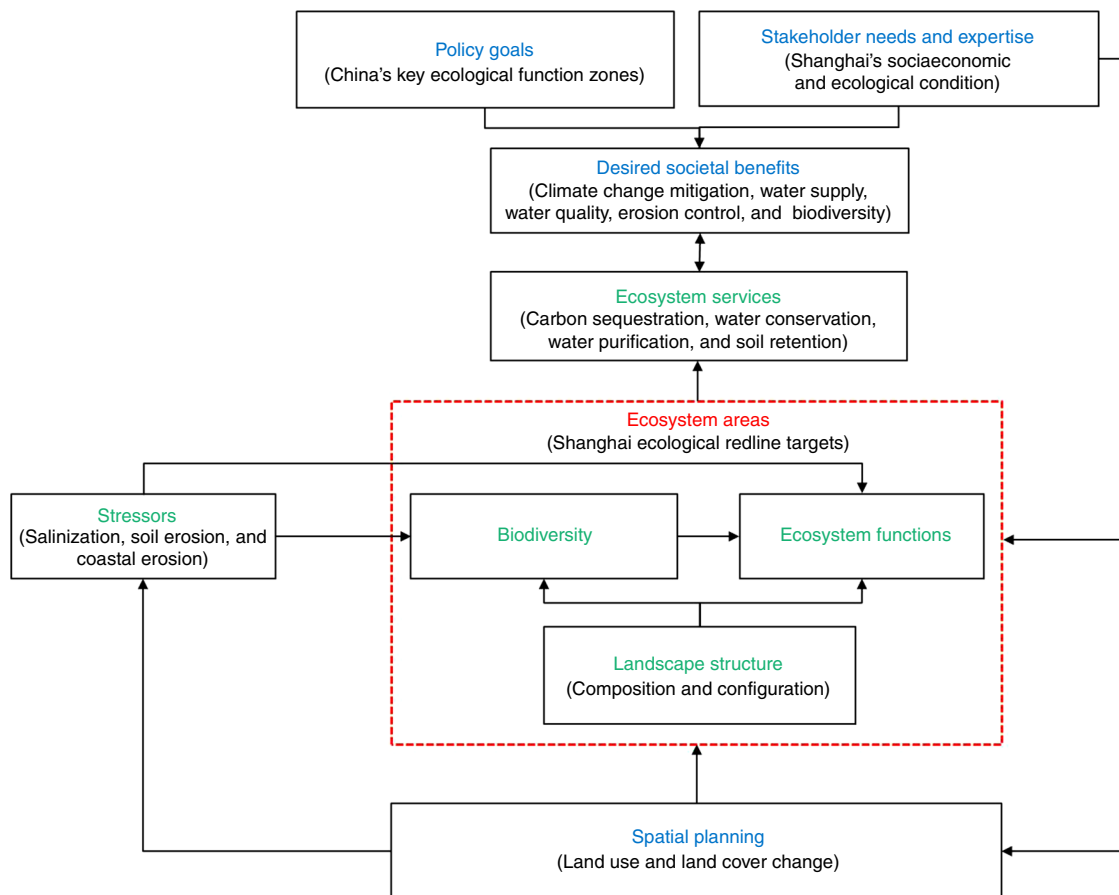 Policy goals
(China's key ecological function zones)
Stakeholder needs and expertise
(Shanghai's sociaeconomic
and ecological condition)
Desired societal benefits
(Climate change mitigation, water supply,
water quality, erosion control, and biodiversity)
Ecosystem services
(Carbon sequestration, water conservation,
water purification, and soil retention)
Ecosystem areas
(Shanghai ecological redline targets)
Stressors
(Salinization, soil erosion, and
coastal erosion)
Biodiversity
Ecosystem functions
Landscape structure
(Composition and configuration)
Spatial planning
(Land use and land cover change)